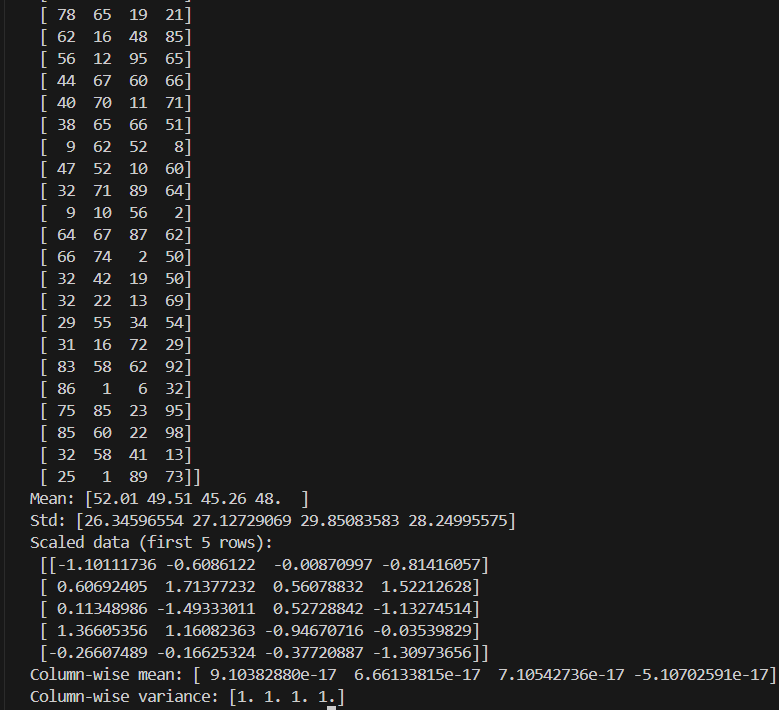 [ 78  65  19  21]
[ 62  16  48  85]
[ 56  12  95  65]
[ 44  67  60  66]
[ 40  70  11  71]
[ 38  65  66  51]
[  9  62  52   8]
[ 47  52  10  60]
[ 32  71  89  64]
[  9  10  56   2]
[ 64  67  87  62]
[ 66  74   2  50]
[ 32  42  19  50]
[ 32  22  13  69]
[ 29  55  34  54]
[ 31  16  72  29]
[ 83  58  62  92]
[ 86   1   6  32]
[ 75  85  23  95]
[ 85  60  22  98]
[ 32  58  41  13]
[ 25   1  89  73]]
Mean: [52.01 49.51 45.26 48.  ]
Std: [26.34596554 27.12729069 29.85083583 28.24995575]
Scaled data (first 5 rows):
[[-1.10111736 -0.6086122  -0.00870997 -0.81416057]
[ 0.60692405  1.71377232  0.56078832  1.52212628]
[ 0.11348986 -1.49333011  0.52728842 -1.13274514]
[ 1.36605356  1.16082363 -0.94670716 -0.03539829]
[-0.26607489 -0.16625324 -0.37720887 -1.30973656]]
Column-wise mean: [ 9.10382880e-17  6.66133815e-17  7.10542736e-17 -5.10702591e-17]
Column-wise variance: [1. 1. 1. 1.]